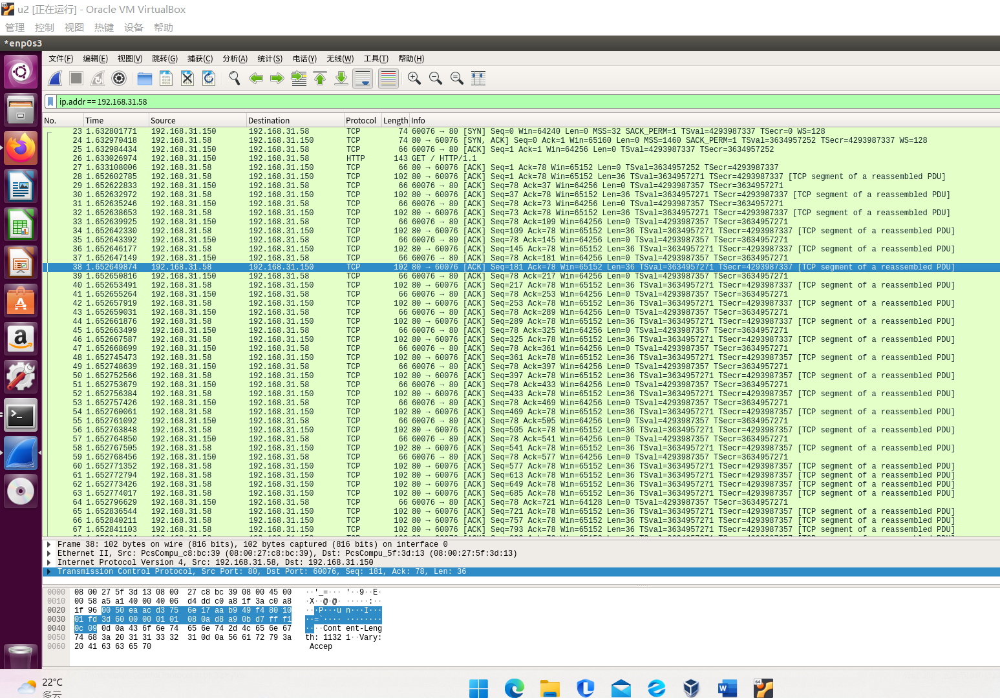 u2 [正在运行] - Oracle VM VirtualBox
管理 控制 视图 热键 设备 帮助
*enp0s3
文件(F) 编辑(E) 视图(V) 跳转(G) 捕获(C) 分析(A) 统计(S) 电话(Y) 无线(W) 工具(T) 帮助(H)
ip.addr == 192.168.31.58
No. Time Source Destination Protocol Length Info
23 1.632801771 192.168.31.150 192.168.31.58 TCP 74 60076 → 80 [SYN] Seq=0 Win=64240 Len=0 MSS=32 SACK_PERM=1 TSval=4293987337 TSecr=0 WS=128
24 1.632970418 192.168.31.58 192.168.31.150 TCP 74 80 → 60076 [SYN, ACK] Seq=0 Ack=1 Win=65160 Len=0 MSS=1460 SACK_PERM=1 TSval=3634957252 TSecr=4293987337 WS=128
25 1.632984434 192.168.31.150 192.168.31.58 TCP 66 60076 → 80 [ACK] Seq=1 Ack=1 Win=64256 Len=0 TSval=4293987337 TSecr=3634957252
26 1.633026974 192.168.31.150 192.168.31.58 HTTP 143 GET / HTTP/1.1
27 1.633108006 192.168.31.58 192.168.31.150 TCP 66 80 → 60076 [ACK] Seq=1 Ack=78 Win=65152 Len=0 TSval=3634957252 TSecr=4293987337
28 1.652602785 192.168.31.58 192.168.31.150 TCP 102 80 → 60076 [ACK] Seq=1 Ack=78 Win=65152 Len=36 TSval=3634957271 TSecr=4293987337 [TCP segment of a reassembled PDU]
29 1.652622833 192.168.31.150 192.168.31.58 TCP 66 60076 → 80 [ACK] Seq=78 Ack=37 Win=64256 Len=0 TSval=4293987357 TSecr=3634957271
30 1.652632972 192.168.31.58 192.168.31.150 TCP 102 80 → 60076 [ACK] Seq=37 Ack=78 Win=65152 Len=36 TSval=3634957271 TSecr=4293987337 [TCP segment of a reassembled PDU]
31 1.652635246 192.168.31.150 192.168.31.58 TCP 66 60076 → 80 [ACK] Seq=78 Ack=73 Win=64256 Len=0 TSval=4293987357 TSecr=3634957271
32 1.652638653 192.168.31.58 192.168.31.150 TCP 102 80 → 60076 [ACK] Seq=73 Ack=78 Win=65152 Len=36 TSval=3634957271 TSecr=4293987337 [TCP segment of a reassembled PDU]
33 1.652639925 192.168.31.150 192.168.31.58 TCP 66 60076 → 80 [ACK] Seq=78 Ack=109 Win=64256 Len=0 TSval=4293987357 TSecr=3634957271
34 1.652642330 192.168.31.58 192.168.31.150 TCP 102 80 → 60076 [ACK] Seq=109 Ack=78 Win=65152 Len=36 TSval=3634957271 TSecr=4293987337 [TCP segment of a reassembled PDU]
35 1.652643392 192.168.31.150 192.168.31.58 TCP 66 60076 → 80 [ACK] Seq=78 Ack=145 Win=64256 Len=0 TSval=4293987357 TSecr=3634957271
36 1.652646177 192.168.31.58 192.168.31.150 TCP 102 80 → 60076 [ACK] Seq=145 Ack=78 Win=65152 Len=36 TSval=3634957271 TSecr=4293987337 [TCP segment of a reassembled PDU]
37 1.652647149 192.168.31.150 192.168.31.58 TCP 66 60076 → 80 [ACK] Seq=78 Ack=181 Win=64256 Len=0 TSval=4293987357 TSecr=3634957271
38 1.652649874 192.168.31.58 192.168.31.150 TCP 102 80 → 60076 [ACK] Seq=181 Ack=78 Win=65152 Len=36 TSval=3634957271 TSecr=4293987337 [TCP segment of a reassembled PDU]
39 1.652650816 192.168.31.150 192.168.31.58 TCP 66 60076 → 80 [ACK] Seq=78 Ack=217 Win=64256 Len=0 TSval=4293987357 TSecr=3634957271
40 1.652653491 192.168.31.58 192.168.31.150 TCP 102 80 → 60076 [ACK] Seq=217 Ack=78 Win=65152 Len=36 TSval=3634957271 TSecr=4293987337 [TCP segment of a reassembled PDU]
41 1.652655264 192.168.31.150 192.168.31.58 TCP 66 60076 → 80 [ACK] Seq=78 Ack=253 Win=64256 Len=0 TSval=4293987357 TSecr=3634957271
42 1.652657919 192.168.31.58 192.168.31.150 TCP 102 80 → 60076 [ACK] Seq=253 Ack=78 Win=65152 Len=36 TSval=3634957271 TSecr=4293987337 [TCP segment of a reassembled PDU]
43 1.652659031 192.168.31.150 192.168.31.58 TCP 66 60076 → 80 [ACK] Seq=78 Ack=289 Win=64256 Len=0 TSval=4293987357 TSecr=3634957271
44 1.652661876 192.168.31.58 192.168.31.150 TCP 102 80 → 60076 [ACK] Seq=289 Ack=78 Win=65152 Len=36 TSval=3634957271 TSecr=4293987337 [TCP segment of a reassembled PDU]
45 1.652663499 192.168.31.150 192.168.31.58 TCP 66 60076 → 80 [ACK] Seq=78 Ack=325 Win=64256 Len=0 TSval=4293987357 TSecr=3634957271
46 1.652667587 192.168.31.58 192.168.31.150 TCP 102 80 → 60076 [ACK] Seq=325 Ack=78 Win=65152 Len=36 TSval=3634957271 TSecr=4293987337 [TCP segment of a reassembled PDU]
47 1.652668699 192.168.31.150 192.168.31.58 TCP 66 60076 → 80 [ACK] Seq=78 Ack=361 Win=64256 Len=0 TSval=4293987357 TSecr=3634957271
48 1.652745473 192.168.31.58 192.168.31.150 TCP 102 80 → 60076 [ACK] Seq=361 Ack=78 Win=65152 Len=36 TSval=3634957271 TSecr=4293987357 [TCP segment of a reassembled PDU]
49 1.652748639 192.168.31.150 192.168.31.58 TCP 66 60076 → 80 [ACK] Seq=78 Ack=397 Win=64256 Len=0 TSval=4293987357 TSecr=3634957271
50 1.652752566 192.168.31.58 192.168.31.150 TCP 102 80 → 60076 [ACK] Seq=397 Ack=78 Win=65152 Len=36 TSval=3634957271 TSecr=4293987357 [TCP segment of a reassembled PDU]
51 1.652753679 192.168.31.150 192.168.31.58 TCP 66 60076 → 80 [ACK] Seq=78 Ack=433 Win=64256 Len=0 TSval=4293987357 TSecr=3634957271
52 1.652756384 192.168.31.58 192.168.31.150 TCP 102 80 → 60076 [ACK] Seq=433 Ack=78 Win=65152 Len=36 TSval=3634957271 TSecr=4293987357 [TCP segment of a reassembled PDU]
53 1.652757426 192.168.31.150 192.168.31.58 TCP 66 60076 → 80 [ACK] Seq=78 Ack=469 Win=64256 Len=0 TSval=4293987357 TSecr=3634957271
54 1.652760061 192.168.31.58 192.168.31.150 TCP 102 80 → 60076 [ACK] Seq=469 Ack=78 Win=65152 Len=36 TSval=3634957271 TSecr=4293987357 [TCP segment of a reassembled PDU]
55 1.652761092 192.168.31.150 192.168.31.58 TCP 66 60076 → 80 [ACK] Seq=78 Ack=505 Win=64256 Len=0 TSval=4293987357 TSecr=3634957271
56 1.652763848 192.168.31.58 192.168.31.150 TCP 102 80 → 60076 [ACK] Seq=505 Ack=78 Win=65152 Len=36 TSval=3634957271 TSecr=4293987357 [TCP segment of a reassembled PDU]
57 1.652764850 192.168.31.150 192.168.31.58 TCP 66 60076 → 80 [ACK] Seq=78 Ack=541 Win=64256 Len=0 TSval=4293987357 TSecr=3634957271
58 1.652767505 192.168.31.58 192.168.31.150 TCP 102 80 → 60076 [ACK] Seq=541 Ack=78 Win=65152 Len=36 TSval=3634957271 TSecr=4293987357 [TCP segment of a reassembled PDU]
59 1.652768456 192.168.31.150 192.168.31.58 TCP 66 60076 → 80 [ACK] Seq=78 Ack=577 Win=64256 Len=0 TSval=4293987357 TSecr=3634957271
60 1.652771352 192.168.31.58 192.168.31.150 TCP 102 80 → 60076 [ACK] Seq=577 Ack=78 Win=65152 Len=36 TSval=3634957271 TSecr=4293987357 [TCP segment of a reassembled PDU]
61 1.652772794 192.168.31.58 192.168.31.150 TCP 102 80 → 60076 [ACK] Seq=613 Ack=78 Win=65152 Len=36 TSval=3634957271 TSecr=4293987357 [TCP segment of a reassembled PDU]
62 1.652773426 192.168.31.58 192.168.31.150 TCP 102 80 → 60076 [ACK] Seq=649 Ack=78 Win=65152 Len=36 TSval=3634957271 TSecr=4293987357 [TCP segment of a reassembled PDU]
63 1.652774017 192.168.31.58 192.168.31.150 TCP 102 80 → 60076 [ACK] Seq=685 Ack=78 Win=65152 Len=36 TSval=3634957271 TSecr=4293987357 [TCP segment of a reassembled PDU]
64 1.652796629 192.168.31.150 192.168.31.58 TCP 66 60076 → 80 [ACK] Seq=78 Ack=721 Win=64128 Len=0 TSval=4293987357 TSecr=3634957271
65 1.652836544 192.168.31.58 192.168.31.150 TCP 102 80 → 60076 [ACK] Seq=721 Ack=78 Win=65152 Len=36 TSval=3634957271 TSecr=4293987357 [TCP segment of a reassembled PDU]
66 1.652840211 192.168.31.58 192.168.31.150 TCP 102 80 → 60076 [ACK] Seq=757 Ack=78 Win=65152 Len=36 TSval=3634957271 TSecr=4293987357 [TCP segment of a reassembled PDU]
67 1.652841103 192.168.31.58 192.168.31.150 TCP 102 80 → 60076 [ACK] Seq=793 Ack=78 Win=65152 Len=36 TSval=3634957271 TSecr=4293987357 [TCP segment of a reassembled PDU]
Frame 38: 102 bytes on wire (816 bits), 102 bytes captured (816 bits) on interface 0
Ethernet II, Src: PcsCompu_c8:bc:39 (08:00:27:c8:bc:39), Dst: PcsCompu_5f:3d:13 (08:00:27:5f:3d:13)
Internet Protocol Version 4, Src: 192.168.31.58, Dst: 192.168.31.150
Transmission Control Protocol, Src Port: 80, Dst Port: 60076, Seq: 181, Ack: 78, Len: 36
0000 08 00 27 5f 3d 13 08 00 27 c8 bc 39 08 00 45 00 ··'_=··· '··9··E·
0010 00 58 a5 a1 40 00 40 06 d4 dd c0 a8 1f 3a c0 a8 ·X··@·@· ·····:··
0020 1f 96 00 50 ea ac d3 75 6e 17 aa b9 49 f4 80 10 ···P···u n···I···
0030 01 fd 3d 60 00 00 01 01 08 0a d8 a9 0b d7 ff f1 ··=`···· ········
0040 0c 09 0d 0a 43 6f 6e 74 65 6e 74 2d 4c 65 6e 67 ····Cont ent-Leng
0050 74 68 3a 20 31 31 33 32 31 0d 0a 56 61 72 79 3a th: 1132 1··Vary:
0060 20 41 63 63 65 70 Accep
22°C
多云
64